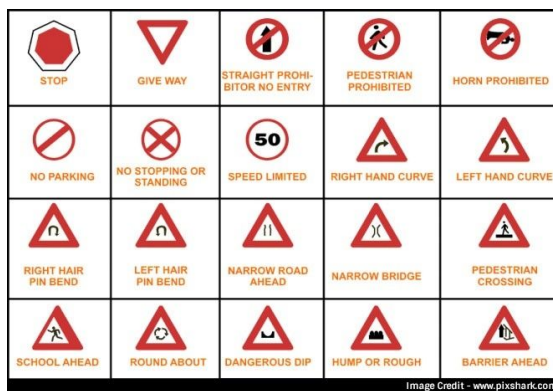 STOP
GIVE WAY
STRAIGHT PROHI-
BITOR NO ENTRY
PEDESTRIAN
PROHIBITED
HORN PROHIBITED
NO PARKING
NO STOPPING OR
STANDING
50
SPEED LIMITED
RIGHT HAND CURVE
LEFT HAND CURVE
RIGHT HAIR
PIN BEND
LEFT HAIR
PIN BEND
NARROW ROAD
AHEAD
NARROW BRIDGE
PEDESTRIAN
CROSSING
SCHOOL AHEAD
ROUND ABOUT
DANGEROUS DIP
HUMP OR ROUGH
BARRIER AHEAD
Image Credit - www.pixshark.com